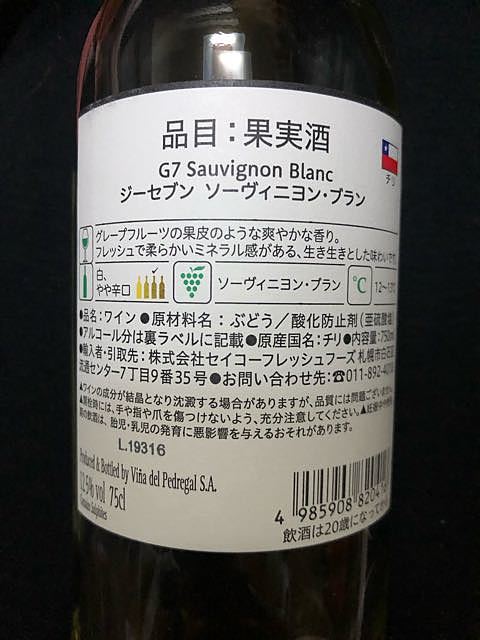 品目：果実酒
チリ
G7 Sauvignon Blanc
ジーセブン ソーヴィニヨン・ブラン
グレープフルーツの果皮のような爽やかな香り。
フレッシュで柔らかいミネラル感がある、生き生きとした味わいです。
白、
やや辛口
ソーヴィニヨン・ブラン
℃
●品名：ワイン ●原材料名：ぶどう／酸化防止剤（亜硫酸塩）
●アルコール分は裏ラベルに記載 ●原産国名：チリ ●内容量：750ml
●輸入者・引取先：株式会社セイコーフレッシュフーズ 札幌市白石区
流通センター7丁目9番35号 ●お問い合わせ先：☎011-892-
▲ワインの成分が結晶となり沈澱する場合がありますが、品質には問題ございません。
▲開栓時には、手や指や爪を傷つけないよう、充分注意してください。▲妊娠中や
期の飲酒は、胎児・乳児の発育に悪影響を与えるおそれがあります。
L.19316
Produced & Bottled by Viña del Pedregal S.A.
12.5% vol 75cl
Contains Sulphites
4 985908 8204
飲酒は20歳になって